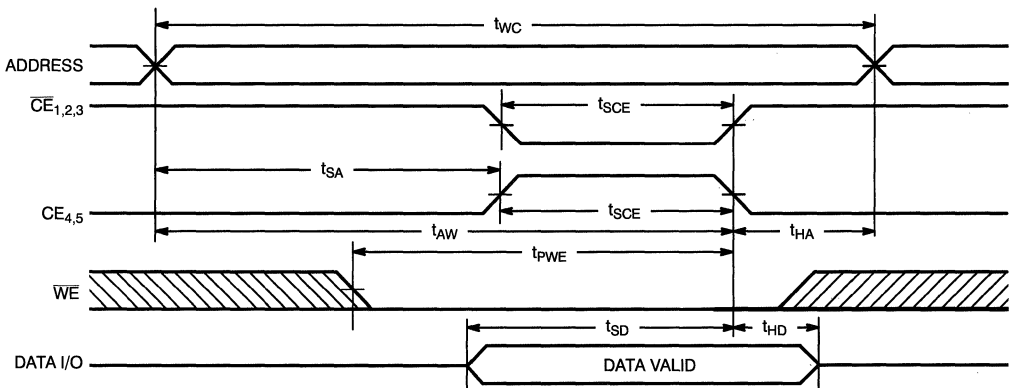 tWC
ADDRESS
CE1,2,3
tSCE
tSA
CE4,5
tSCE
tAW
tHA
tPWE
WE
tSD
tHD
DATA I/O
DATA VALID